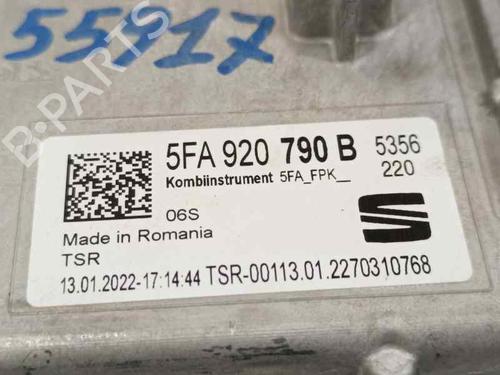 55917
B-PARTS
5FA 920 790 B 5356
Kombiinstrument 5FA_FPK__ 220
06S
Made in Romania
TSR
13.01.2022-17:14:44 TSR-00113.01.2270310768